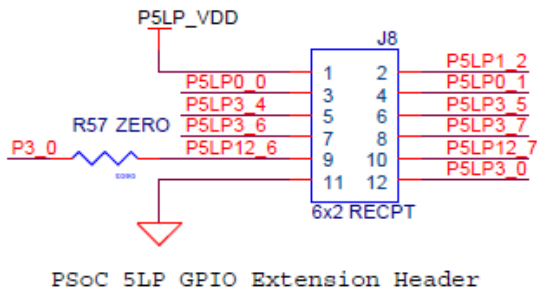 P5LP_VDD
J8
1 2 P5LP1_2
P5LP0_0 3 4 P5LP0_1
P5LP3_4 5 6 P5LP3_5
R57 ZERO P5LP3_6 7 8 P5LP3_7
P3_0 P5LP12_6 9 10 P5LP12_7
11 12 P5LP3_0
6x2 RECPT
PSoC 5LP GPIO Extension Header